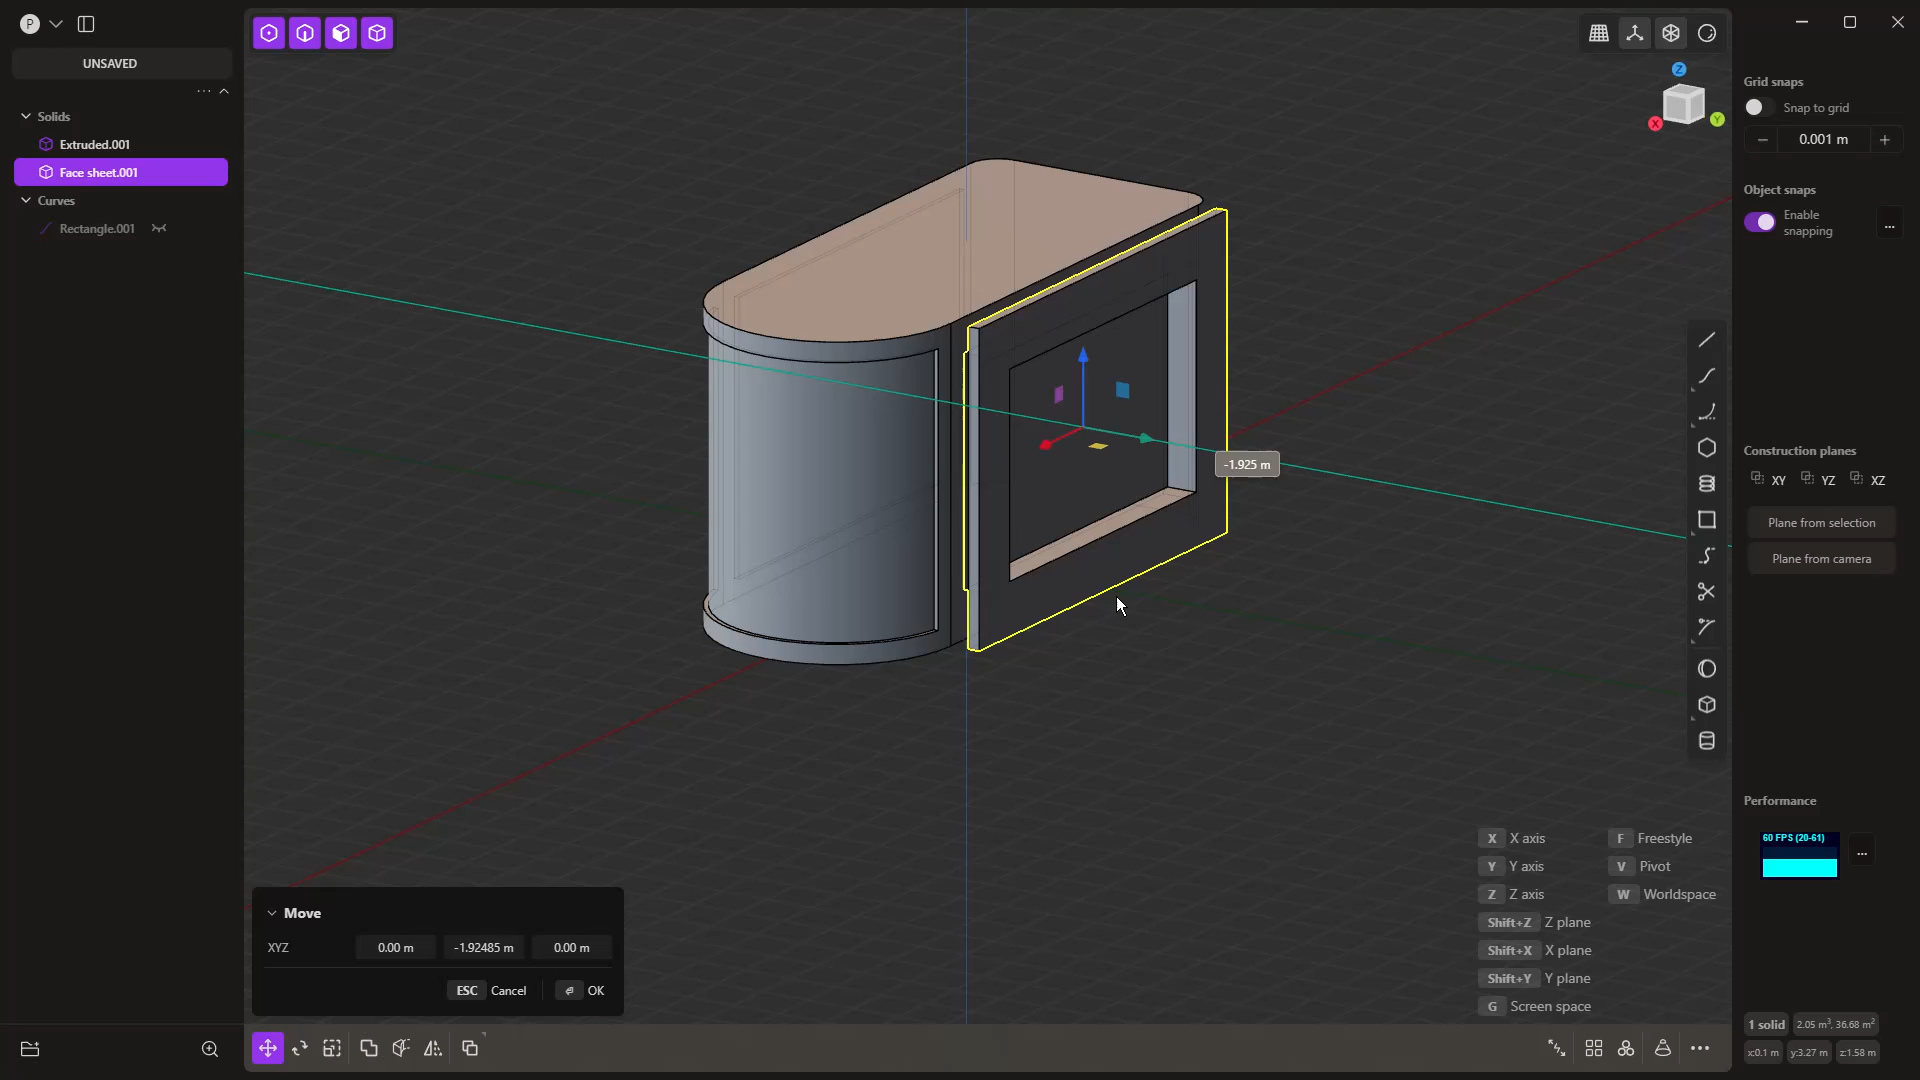 P
UNSAVED
Solids
Extruded.001
Face sheet.001
Curves
Rectangle.001
Z
X
Y
-1.925 m
Grid snaps
Snap to grid
0.001 m
Object snaps
Enable
snapping
Construction planes
XY
YZ
XZ
Plane from selection
Plane from camera
Performance
60 FPS (20-61)
X X axis
F Freestyle
Y Y axis
V Pivot
Z Z axis
W Worldspace
Shift+Z Z plane
Shift+X X plane
Shift+Y Y plane
G Screen space
Move
XYZ 0.00 m -1.92485 m 0.00 m
ESC Cancel
OK
1 solid 2.05 m³, 36.68 m²
x:0.1 m y:3.27 m z:1.58 m